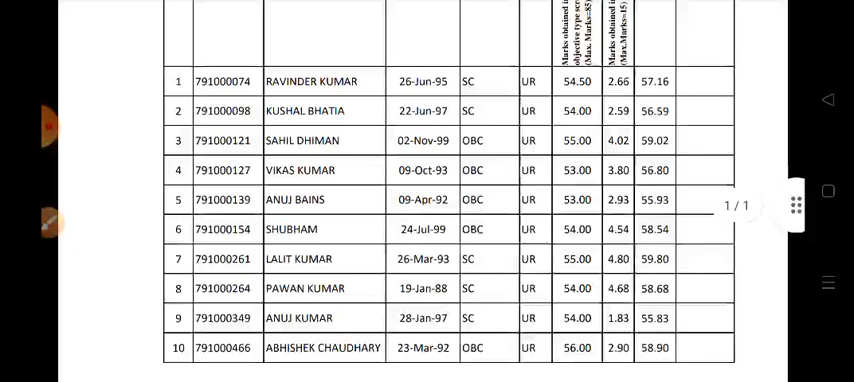 Marks obtained in
objective type scre
(Max. Marks=85)
Marks obtained i
(Max.Marks=15)
1 791000074 RAVINDER KUMAR 26-Jun-95 SC UR 54.50 2.66 57.16
2 791000098 KUSHAL BHATIA 22-Jun-97 SC UR 54.00 2.59 56.59
3 791000121 SAHIL DHIMAN 02-Nov-99 OBC UR 55.00 4.02 59.02
4 791000127 VIKAS KUMAR 09-Oct-93 OBC UR 53.00 3.80 56.80
5 791000139 ANUJ BAINS 09-Apr-92 OBC UR 53.00 2.93 55.93
1 / 1
6 791000154 SHUBHAM 24-Jul-99 OBC UR 54.00 4.54 58.54
7 791000261 LALIT KUMAR 26-Mar-93 SC UR 55.00 4.80 59.80
8 791000264 PAWAN KUMAR 19-Jan-88 SC UR 54.00 4.68 58.68
9 791000349 ANUJ KUMAR 28-Jan-97 SC UR 54.00 1.83 55.83
10 791000466 ABHISHEK CHAUDHARY 23-Mar-92 OBC UR 56.00 2.90 58.90